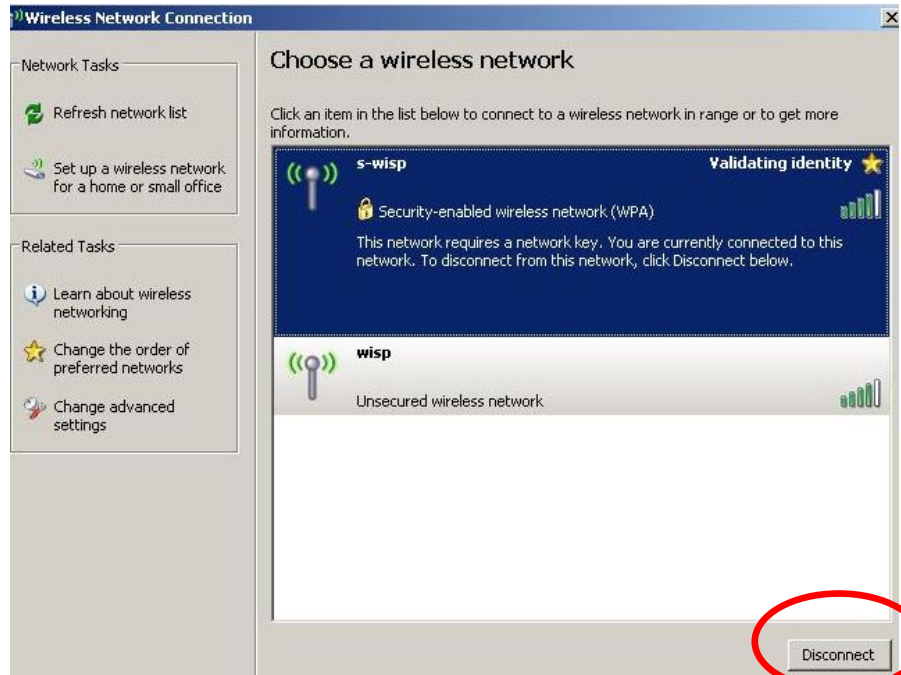 Wireless Network Connection
Network Tasks
Refresh network list
Set up a wireless network
for a home or small office
Related Tasks
Learn about wireless
networking
Change the order of
preferred networks
Change advanced
settings
Choose a wireless network
Click an item in the list below to connect to a wireless network in range or to get more
information.
s-wisp Validating identity
Security-enabled wireless network (WPA)
This network requires a network key. You are currently connected to this
network. To disconnect from this network, click Disconnect below.
wisp
Unsecured wireless network
Disconnect